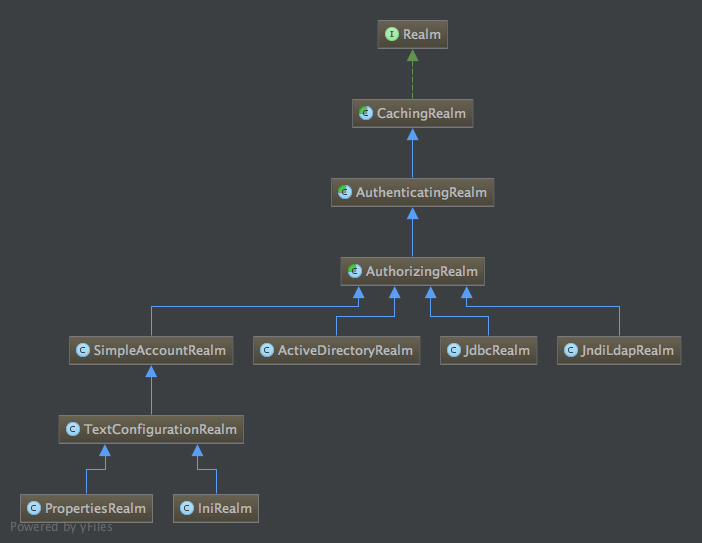 I Realm
C CachingRealm
C AuthenticatingRealm
C AuthorizingRealm
C SimpleAccountRealm
C ActiveDirectoryRealm
C JdbcRealm
C JndiLdapRealm
C TextConfigurationRealm
C PropertiesRealm
C IniRealm
Powered by yFiles